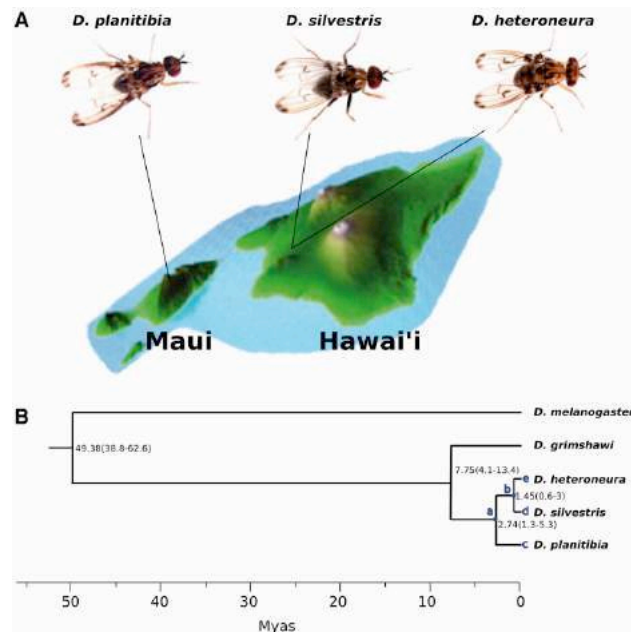 A
D. planitibia
D. silvestris
D. heteroneura
Maui
Hawai'i
B
D. melanogaster
49.38(38.8-62.6)
D. grimshawi
7.75(4.1-13.4)
e
D. heteroneura
b
1.45(0.6-3)
d
D. silvestris
a
2.74(1.3-5.3)
c
D. planitibia
50
40
30
20
10
0
Myas